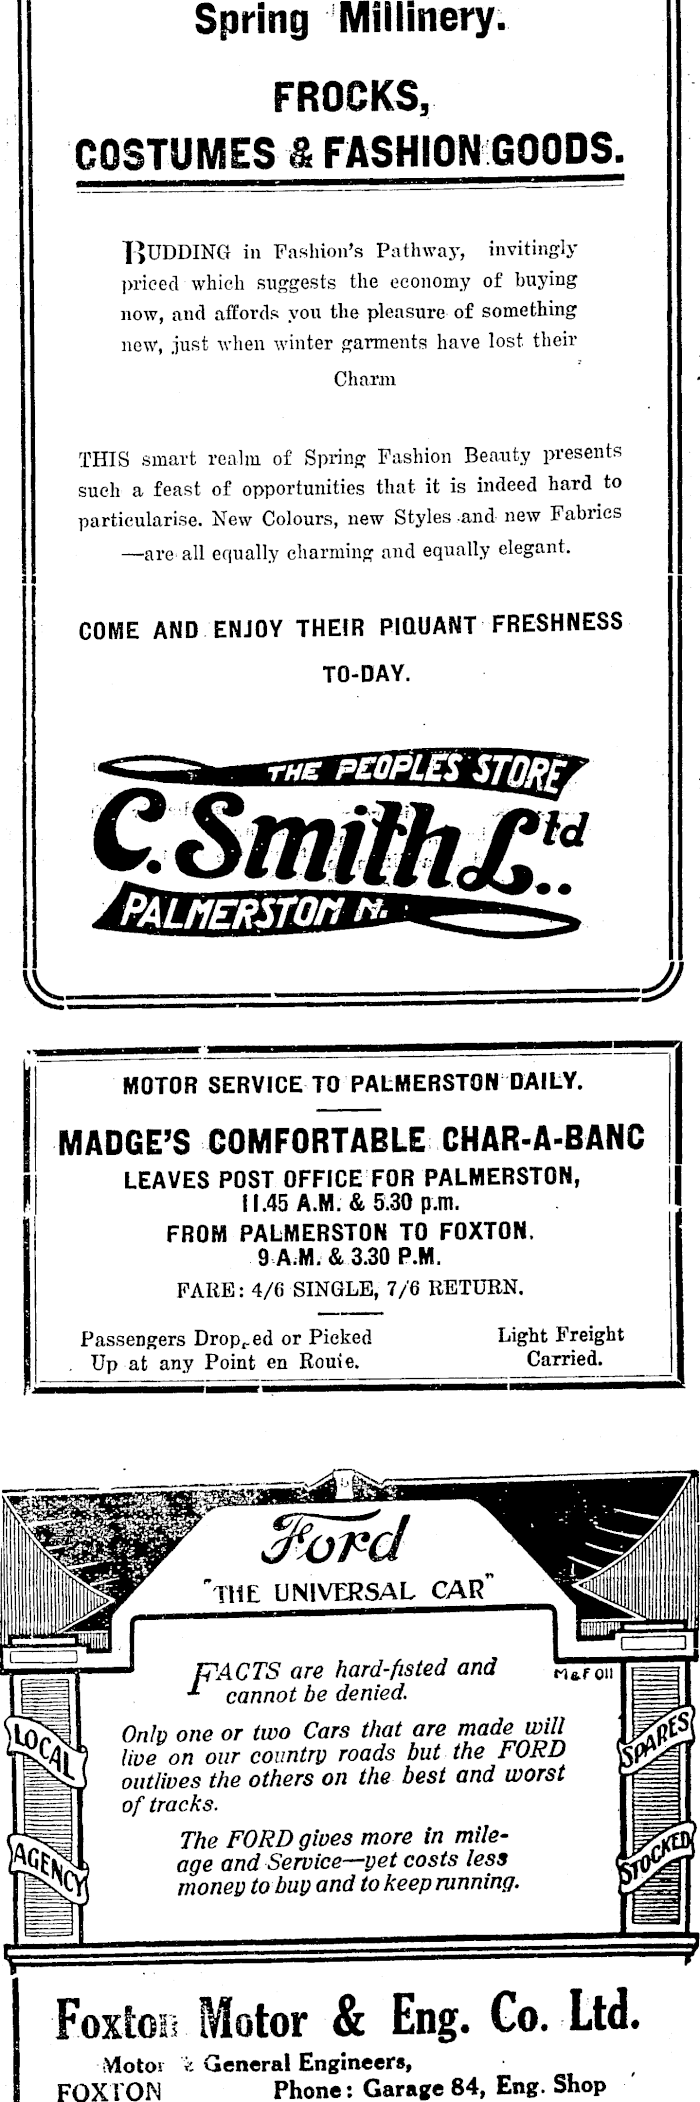 Spring Millinery.
FROCKS,
COSTUMES & FASHION GOODS.
BUDDING in Fashion's Pathway, invitingly
priced which suggests the economy of buying
now, and affords you the pleasure of something
new, just when winter garments have lost their
Charm
THIS smart realm of Spring Fashion Beauty presents
such a feast of opportunities that it is indeed hard to
particularise. New Colours, new Styles and new Fabrics
—are all equally charming and equally elegant.
COME AND ENJOY THEIR PIQUANT FRESHNESS
TO-DAY.
THE PEOPLES STORE
C. Smith Ltd..
PALMERSTON N.
MOTOR SERVICE TO PALMERSTON DAILY.
MADGE'S COMFORTABLE CHAR-A-BANC
LEAVES POST OFFICE FOR PALMERSTON,
11.45 A.M. & 5.30 p.m.
FROM PALMERSTON TO FOXTON.
9 A.M. & 3.30 P.M.
FARE: 4/6 SINGLE, 7/6 RETURN.
Passengers Dropped or Picked
Up at any Point en Route.
Light Freight
Carried.
Ford
"THE UNIVERSAL CAR"
FACTS are hard-fisted and
cannot be denied.
M & F 011
Only one or two Cars that are made will
live on our country roads but the FORD
outlives the others on the best and worst
of tracks.
The FORD gives more in mile-
age and Service—yet costs less
money to buy and to keep running.
LOCAL
AGENCY
SPARES
STOCKED
Foxton Motor & Eng. Co. Ltd.
Motor & General Engineers,
FOXTON Phone: Garage 84, Eng. Shop